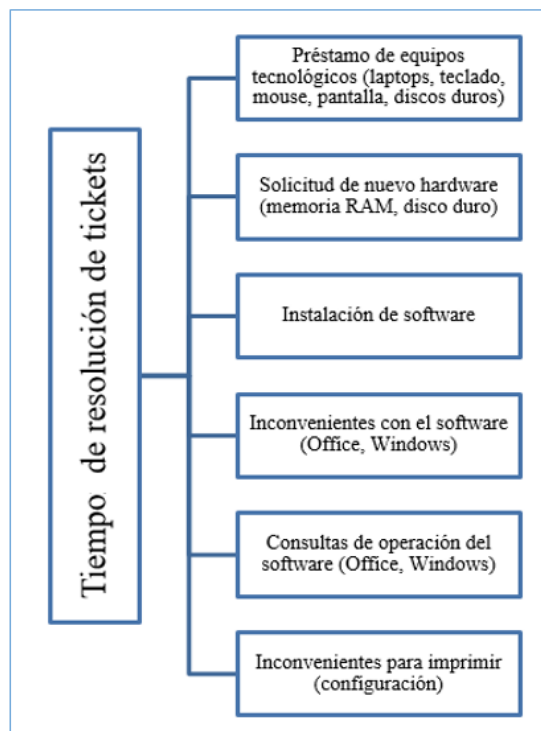 Tiempo de resolución de tickets
Préstamo de equipos
tecnológicos (laptops, teclado,
mouse, pantalla, discos duros)
Solicitud de nuevo hardware
(memoria RAM, disco duro)
Instalación de software
Inconvenientes con el software
(Office, Windows)
Consultas de operación del
software (Office, Windows)
Inconvenientes para imprimir
(configuración)